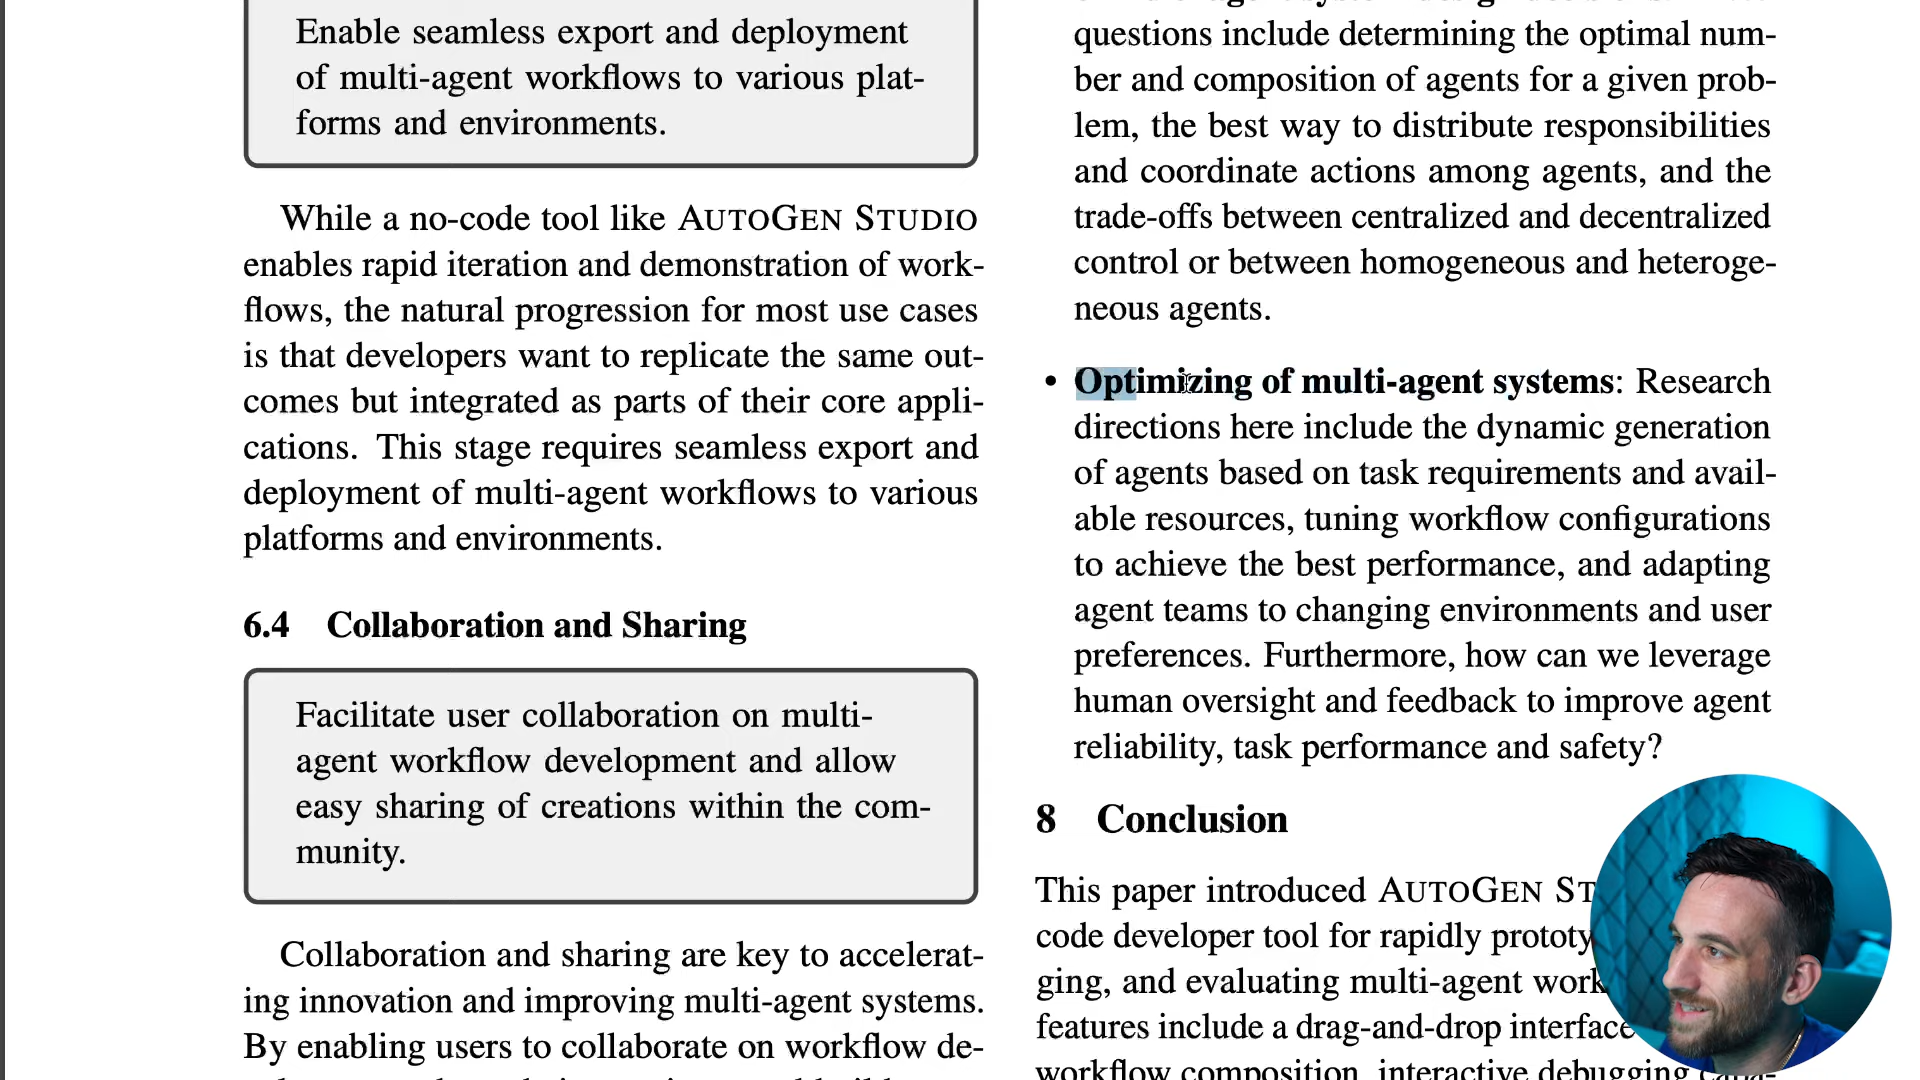 Enable seamless export and deployment
of multi-agent workflows to various plat-
forms and environments.
While a no-code tool like AUTOGEN STUDIO
enables rapid iteration and demonstration of work-
flows, the natural progression for most use cases
is that developers want to replicate the same out-
comes but integrated as parts of their core appli-
cations. This stage requires seamless export and
deployment of multi-agent workflows to various
platforms and environments.
6.4 Collaboration and Sharing
Facilitate user collaboration on multi-
agent workflow development and allow
easy sharing of creations within the com-
munity.
Collaboration and sharing are key to accelerat-
ing innovation and improving multi-agent systems.
By enabling users to collaborate on workflow de-
questions include determining the optimal num-
ber and composition of agents for a given prob-
lem, the best way to distribute responsibilities
and coordinate actions among agents, and the
trade-offs between centralized and decentralized
control or between homogeneous and heteroge-
neous agents.
• Optimizing of multi-agent systems: Research
directions here include the dynamic generation
of agents based on task requirements and avail-
able resources, tuning workflow configurations
to achieve the best performance, and adapting
agent teams to changing environments and user
preferences. Furthermore, how can we leverage
human oversight and feedback to improve agent
reliability, task performance and safety?
8 Conclusion
This paper introduced AUTOGEN ST
code developer tool for rapidly prototy
ging, and evaluating multi-agent work
features include a drag-and-drop interface
workflow composition, interactive debugging